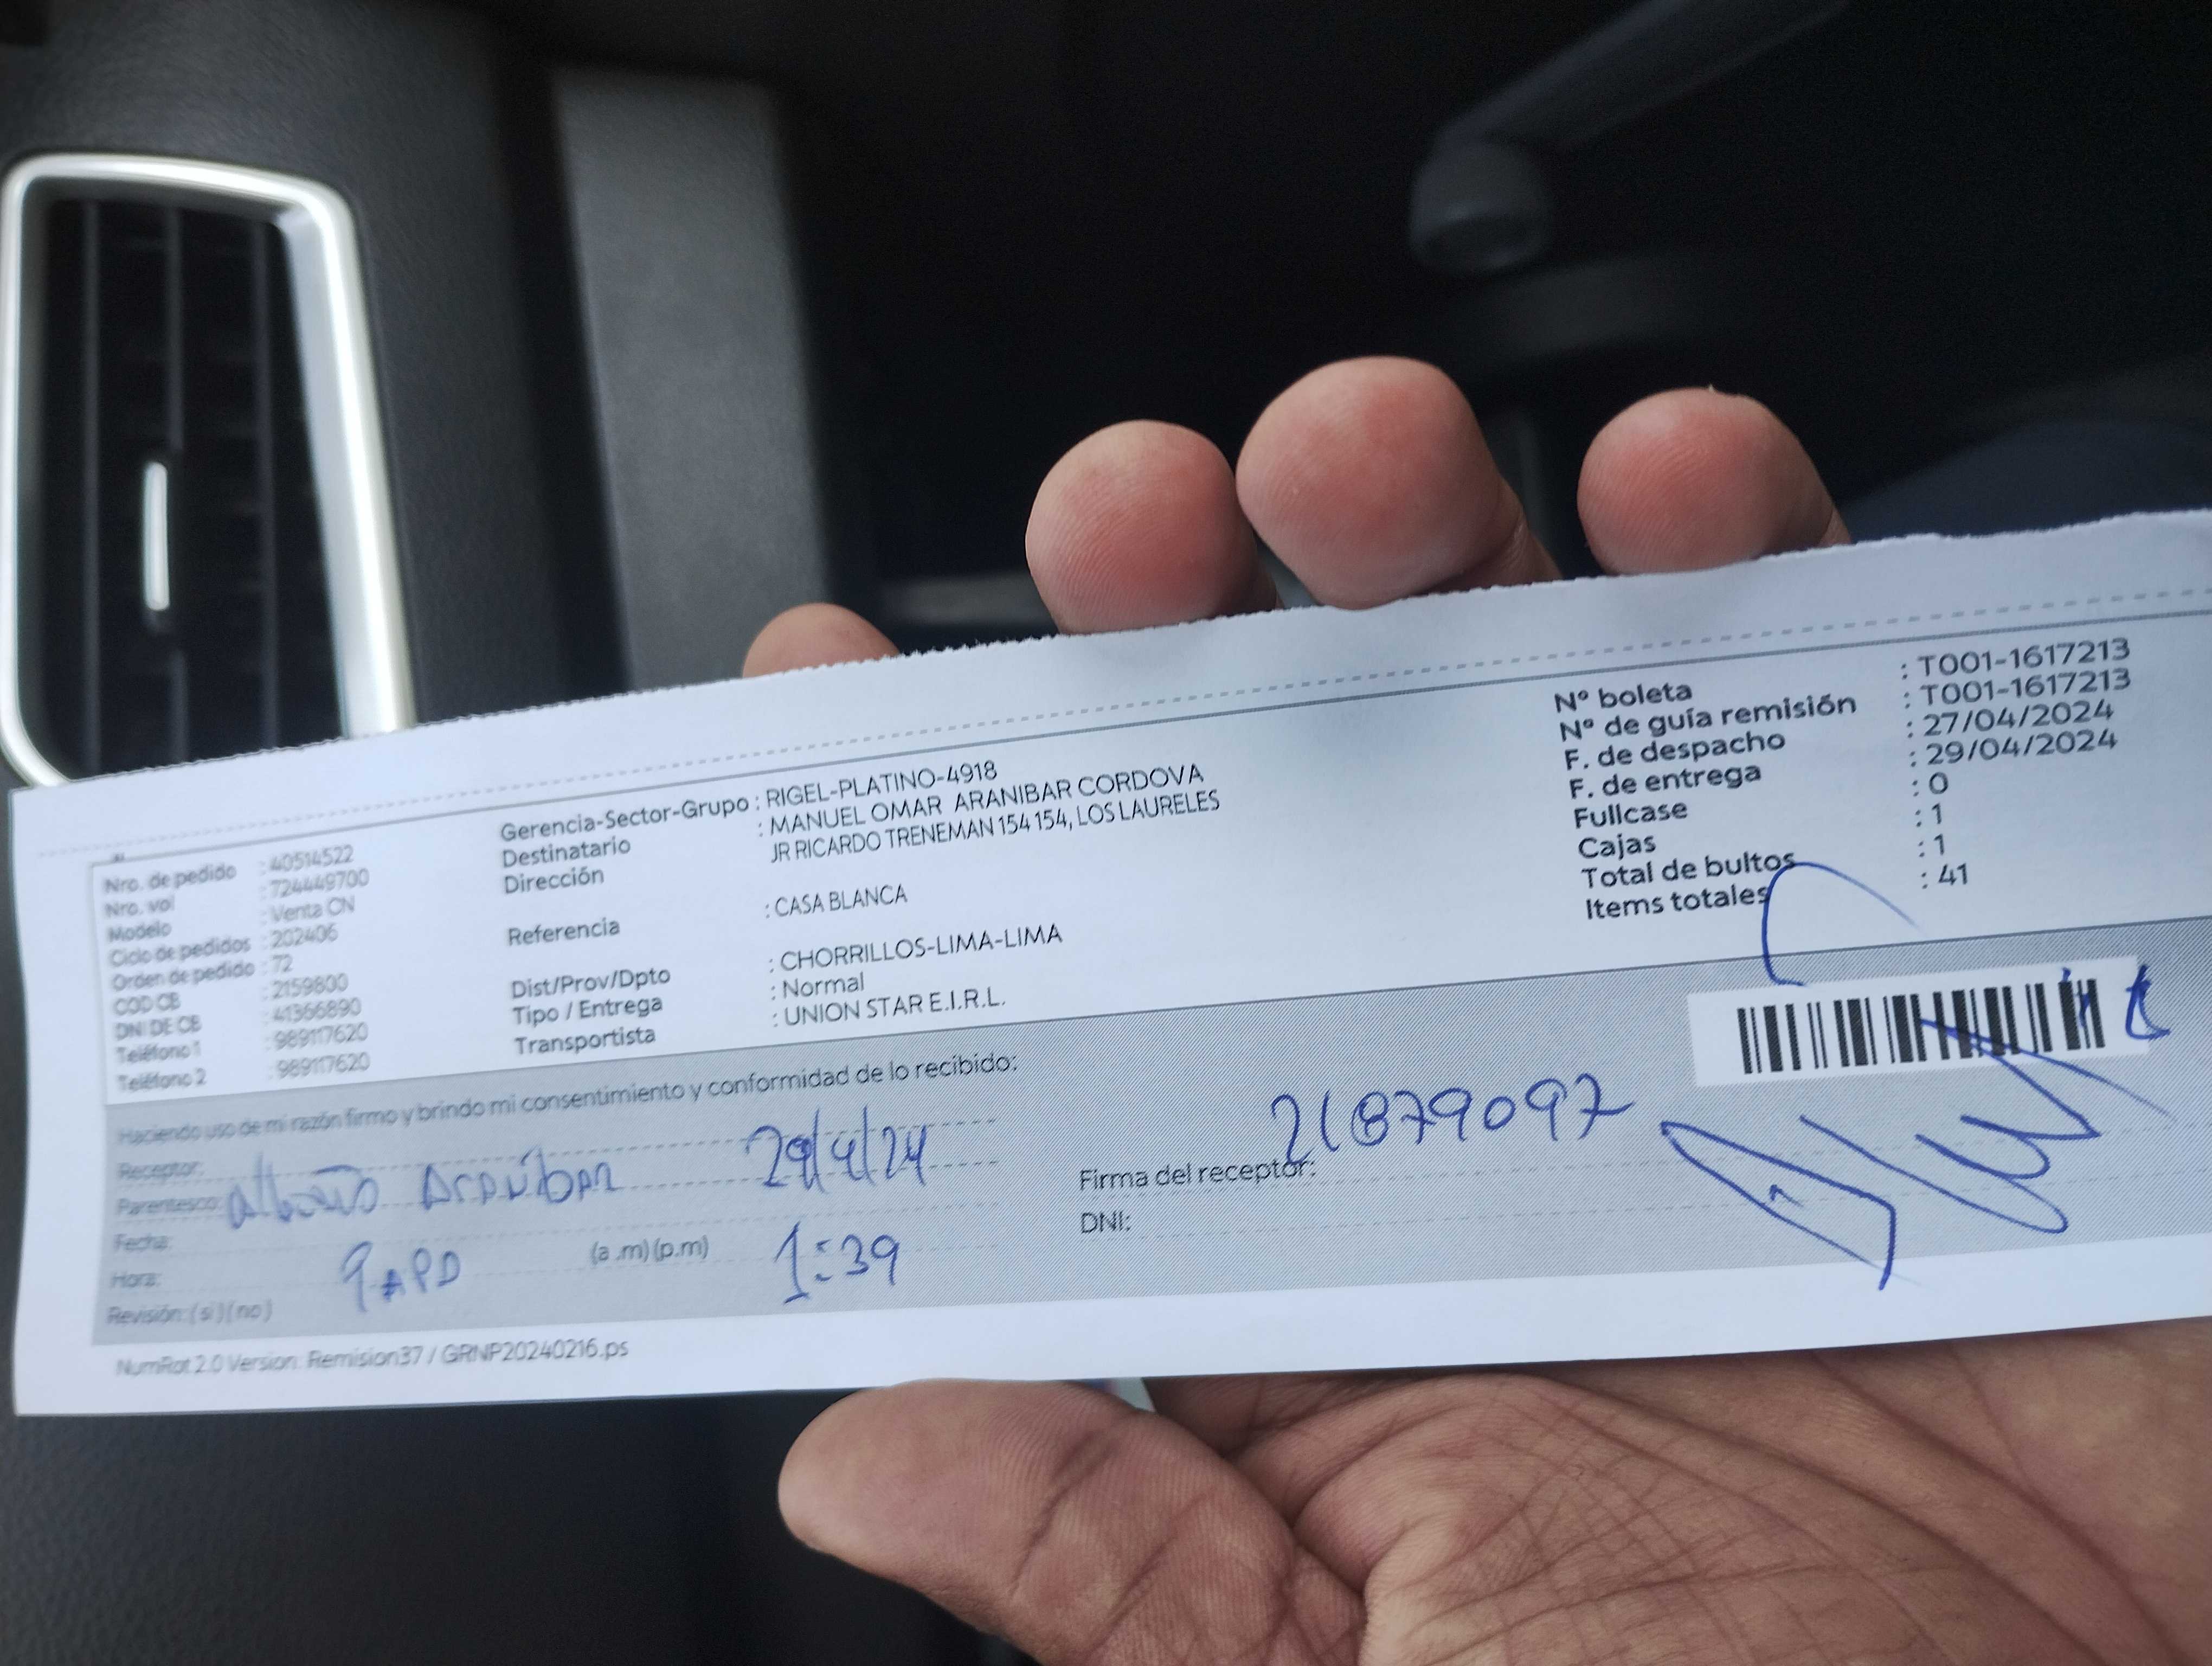 Nro. de pedido : 40514522
Nro. vol : 724449700
Modelo : Venta CN
Ciclo de pedidos : 202406
Orden de pedido : 72
COD CB : 2159800
DNI DE CB : 41366890
Teléfono 1 : 989117620
Teléfono 2 : 989117620
Gerencia-Sector-Grupo : RIGEL-PLATINO-4918
Destinatario : MANUEL OMAR ARANIBAR CORDOVA
Dirección JR RICARDO TRENEMAN 154 154, LOS LAURELES
Referencia : CASA BLANCA
Dist/Prov/Dpto : CHORRILLOS-LIMA-LIMA
Tipo / Entrega : Normal
Transportista : UNION STAR E.I.R.L.
N° boleta : T001-1617213
N° de guía remisión : T001-1617213
F. de despacho : 27/04/2024
F. de entrega : 29/04/2024
Fullcase : 0
Cajas : 1
Total de bultos : 1
Items totales : 41
Haciendo uso de mi razón firmo y brindo mi consentimiento y conformidad de lo recibido:
Receptor:
Parentesco: Aranibar 29/4/24
Fecha:
Hora: (a .m) (p.m) 1:39
Revisión: ( si ) ( no )
21879097
Firma del receptor:
DNI:
NumRot 2.0 Version: Remision37 / GRNP20240216.ps